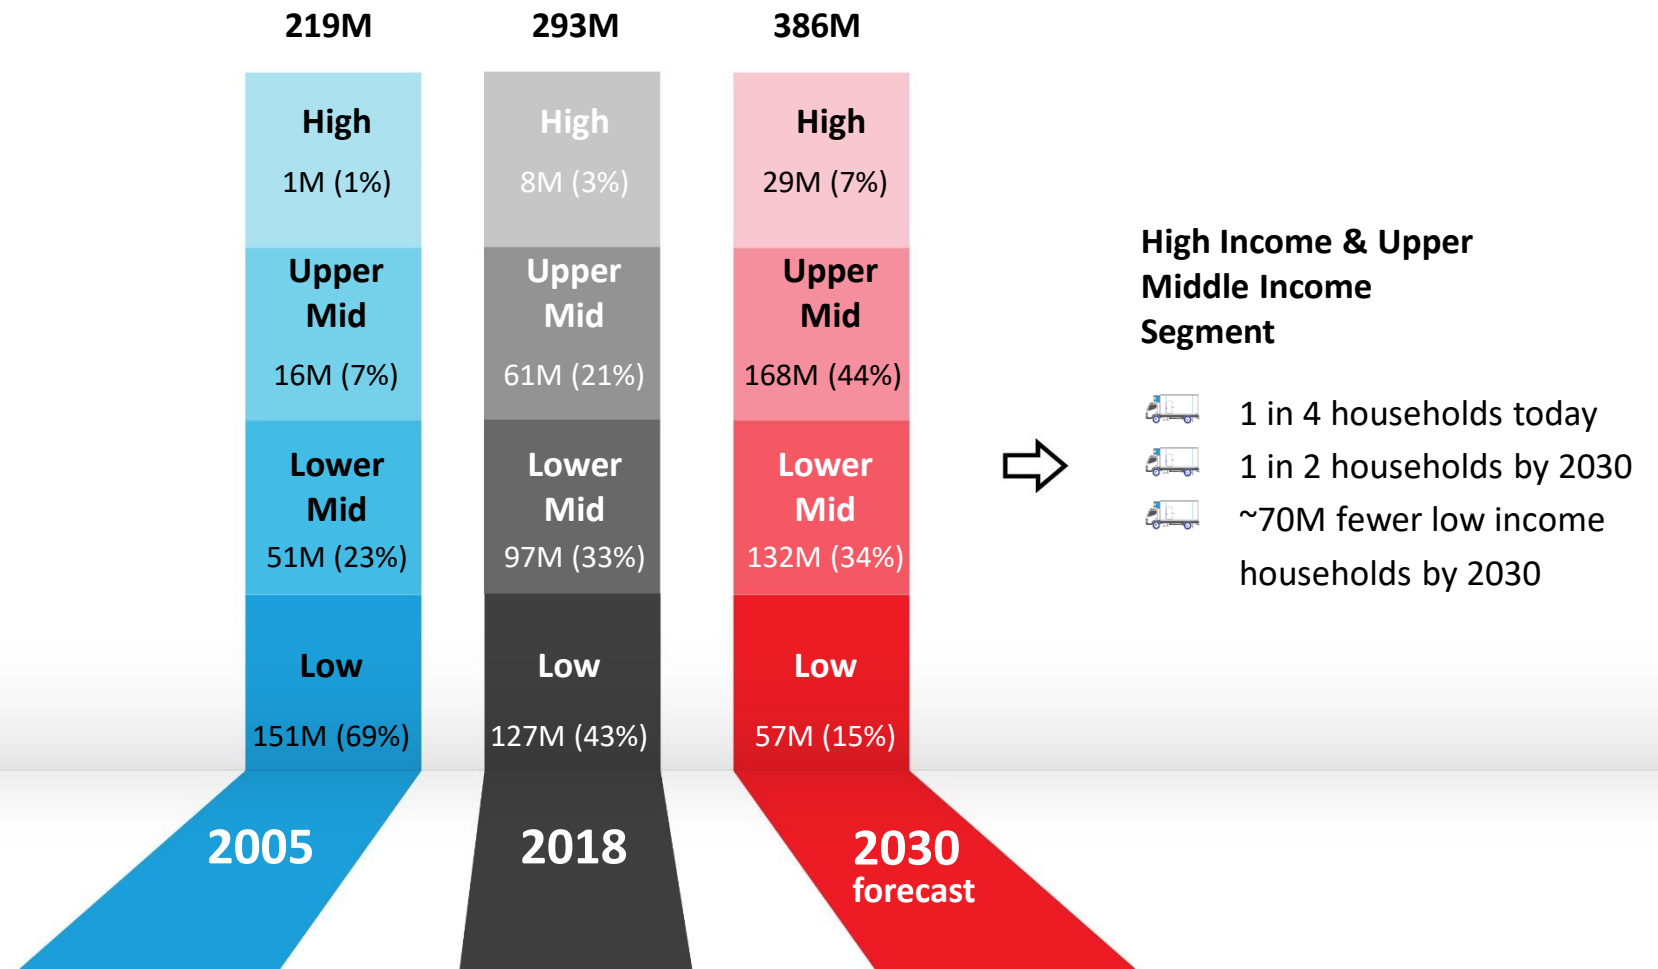 219M
High
1M (1%)
Upper
Mid
16M (7%)
Lower
Mid
51M (23%)
Low
151M (69%)
2005
293M
High
8M (3%)
Upper
Mid
61M (21%)
Lower
Mid
97M (33%)
Low
127M (43%)
2018
386M
High
29M (7%)
Upper
Mid
168M (44%)
Lower
Mid
132M (34%)
Low
57M (15%)
2030
forecast
High Income & Upper
Middle Income
Segment
1 in 4 households today
1 in 2 households by 2030
~70M fewer low income
households by 2030